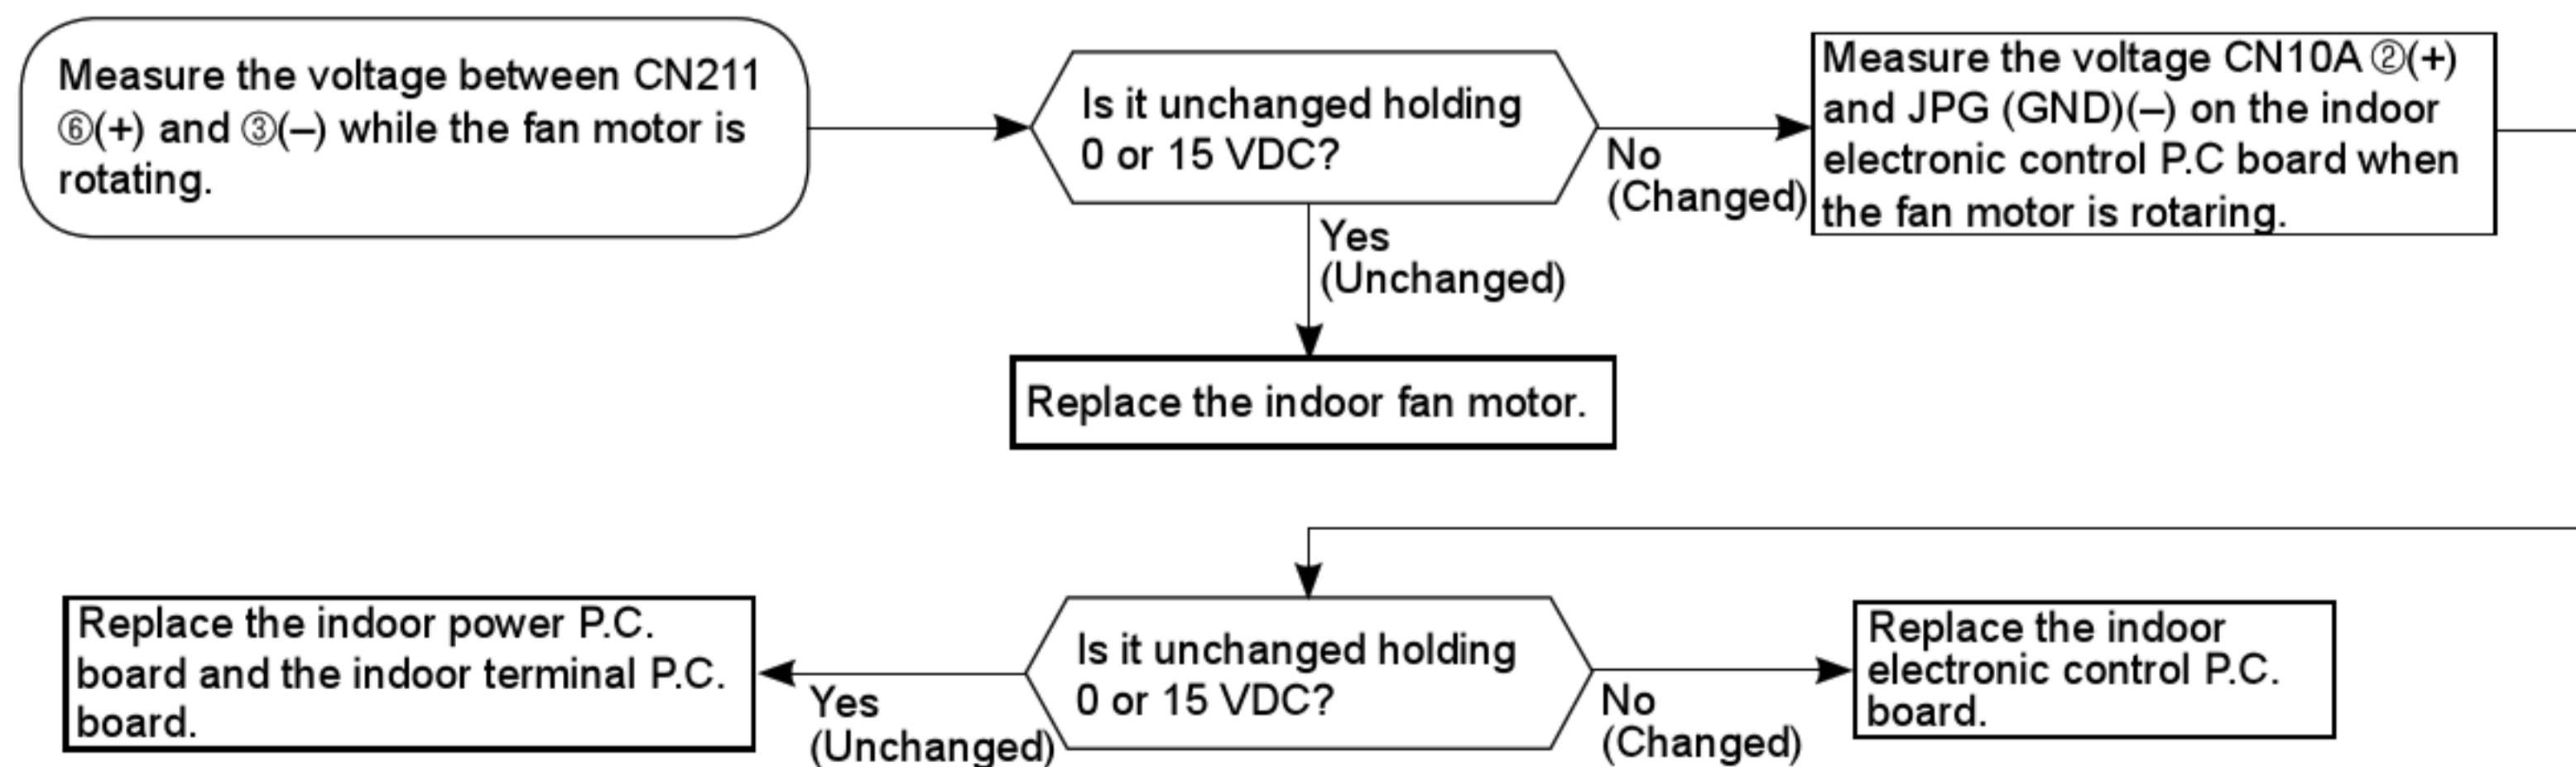 Measure the voltage between CN211
⑥(+) and ③(–) while the fan motor is
rotating.
Is it unchanged holding
0 or 15 VDC?
No
(Changed)
Measure the voltage CN10A ②(+)
and JPG (GND)(–) on the indoor
electronic control P.C board when
the fan motor is rotaring.
Yes
(Unchanged)
Replace the indoor fan motor.
Replace the indoor power P.C.
board and the indoor terminal P.C.
board.
Yes
(Unchanged)
Is it unchanged holding
0 or 15 VDC?
No
(Changed)
Replace the indoor
electronic control P.C.
board.